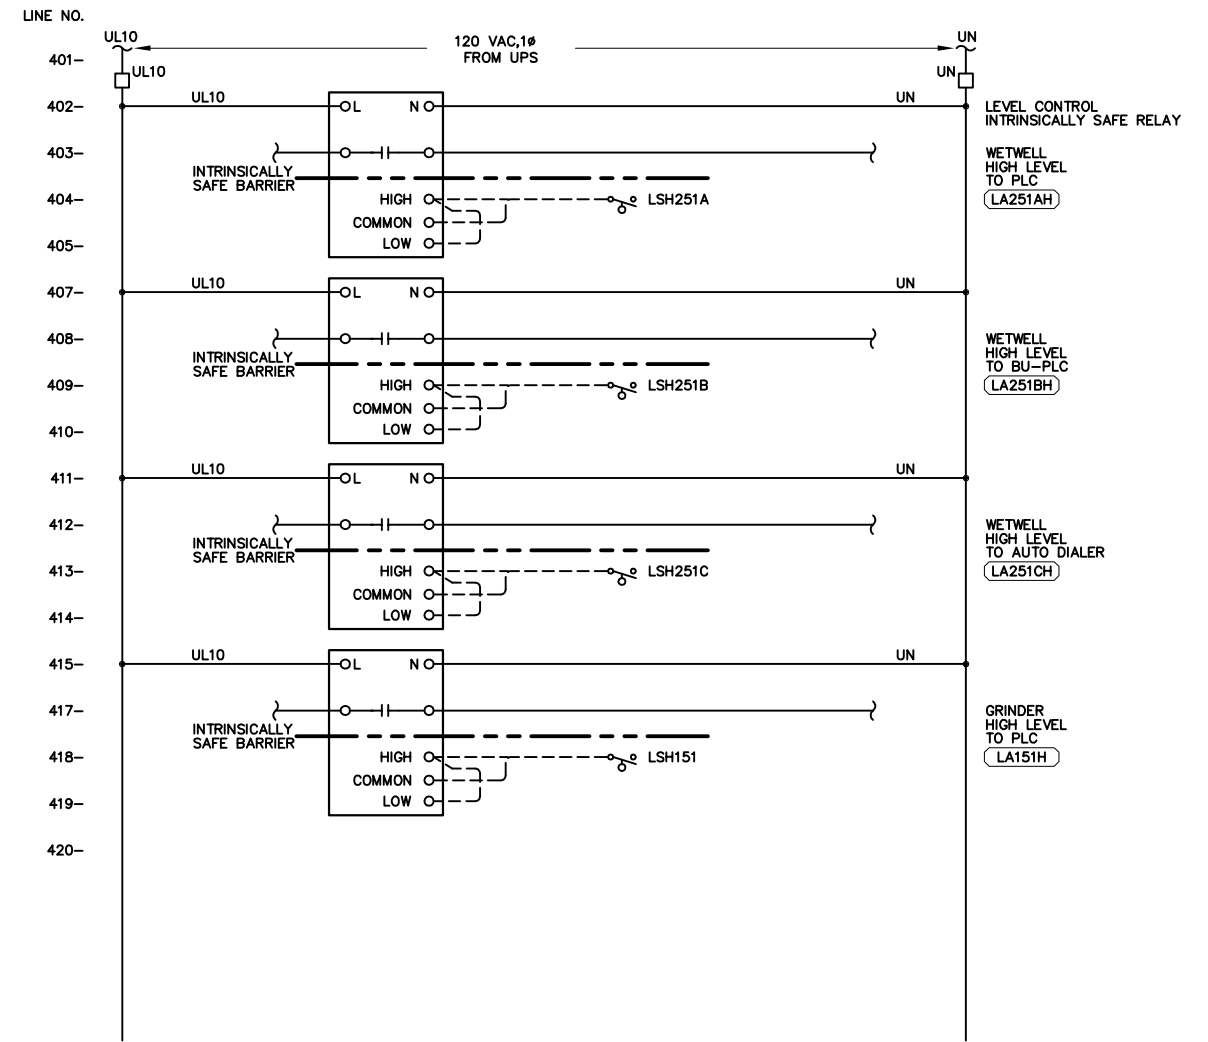 LINE NO.
UL10
120 VAC,1ø
FROM UPS
UN
401-
UL10
UN
402-
UL10
L
N
UN
LEVEL CONTROL
INTRINSICALLY SAFE RELAY
403-
INTRINSICALLY
SAFE BARRIER
WETWELL
HIGH LEVEL
TO PLC
404-
HIGH
LSH251A
LA251AH
COMMON
405-
LOW
407-
UL10
L
N
UN
408-
INTRINSICALLY
SAFE BARRIER
WETWELL
HIGH LEVEL
TO BU-PLC
409-
HIGH
LSH251B
LA251BH
COMMON
410-
LOW
411-
UL10
L
N
UN
412-
INTRINSICALLY
SAFE BARRIER
WETWELL
HIGH LEVEL
TO AUTO DIALER
413-
HIGH
LSH251C
LA251CH
COMMON
414-
LOW
415-
UL10
L
N
UN
417-
INTRINSICALLY
SAFE BARRIER
GRINDER
HIGH LEVEL
TO PLC
418-
HIGH
LSH151
LA151H
COMMON
419-
LOW
420-